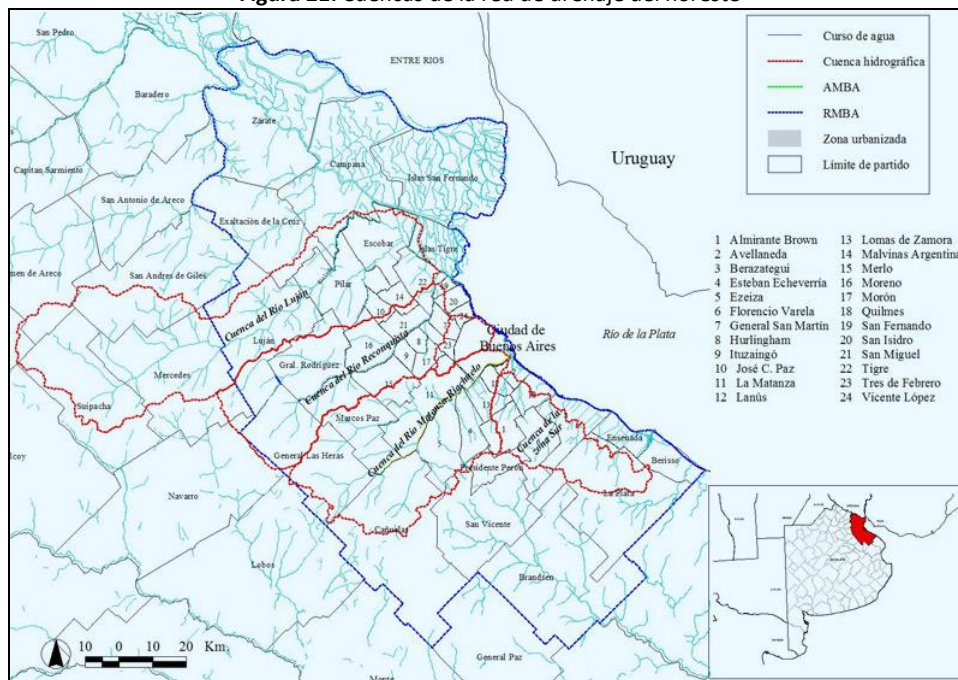 Figura 22. Cuencas de la red de drenaje del noreste
San Pedro
ENTRE RIOS
Baradero
Zárate
Uruguay
Campana
Islas San Fernando
Capitan Sarmiento
San Antonio de Areco
Exaltación de la Cruz
Escobar
Islas Tigre
men de Areco
San Andres de Giles
Pilar
Cuenca del Río Luján
Luján
Río de la Plata
Ciudad de
Buenos Aires
Gral. Rodríguez
Cuenca del Río Reconquista
Mercedes
Suipacha
Marcos Paz
Cuenca del Río Matanza-Riachuelo
General Las Heras
Cuenca de la
zona Sur
Ensenada
Berisso
Presidente Perón
La Plata
Navarro
Cañuelas
San Vicente
Lobos
Brandsen
General Paz
Monte
Curso de agua
Cuenca hidrográfica
AMBA
RMBA
Zona urbanizada
Límite de partido
1 Almirante Brown
2 Avellaneda
3 Berazategui
4 Esteban Echeverría
5 Ezeiza
6 Florencio Varela
7 General San Martín
8 Hurlingham
9 Ituzaingó
10 José C. Paz
11 La Matanza
12 Lanús
13 Lomas de Zamora
14 Malvinas Argentina
15 Merlo
16 Moreno
17 Morón
18 Quilmes
19 San Fernando
20 San Isidro
21 San Miguel
22 Tigre
23 Tres de Febrero
24 Vicente López
10 0 10 20 Km.